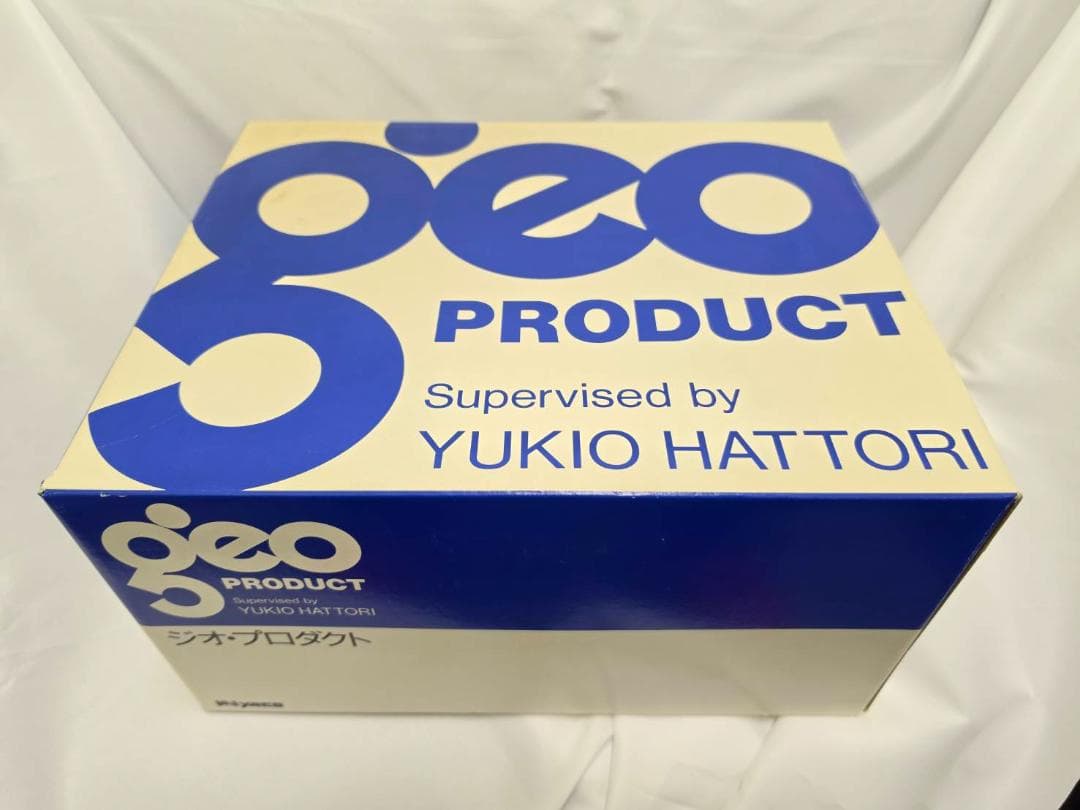 geo
PRODUCT
Supervised by
YUKIO HATTORI
geo
PRODUCT
Supervised by
YUKIO HATTORI
ジオ・プロダクト